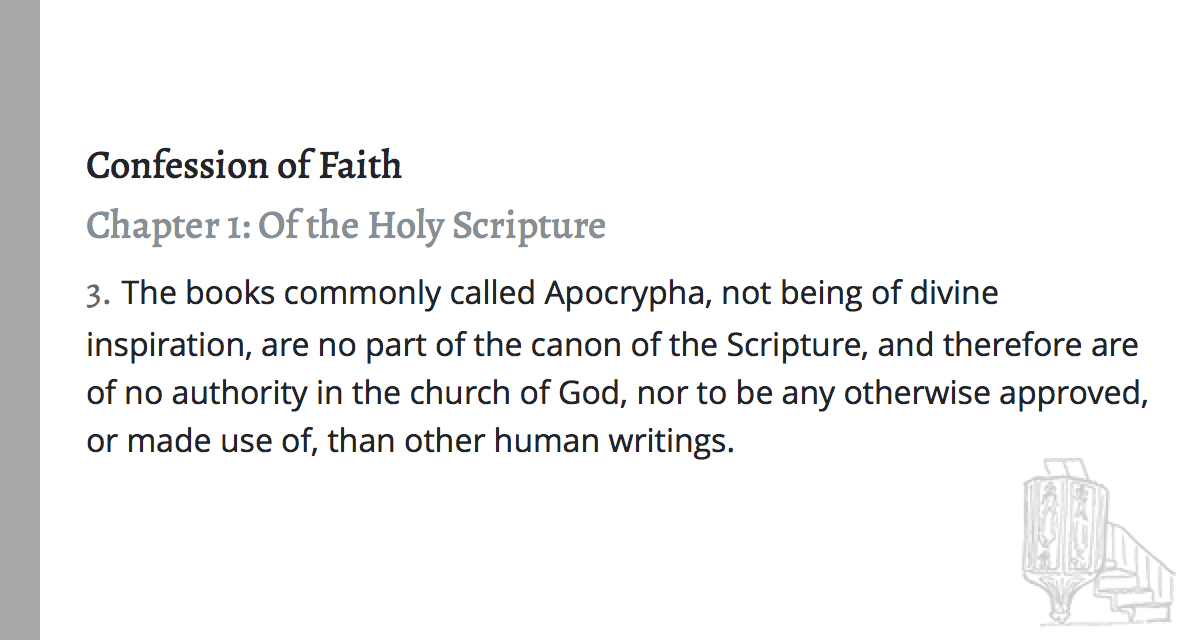 Confession of Faith
Chapter 1: Of the Holy Scripture
3. The books commonly called Apocrypha, not being of divine
inspiration, are no part of the canon of the Scripture, and therefore are
of no authority in the church of God, nor to be any otherwise approved,
or made use of, than other human writings.